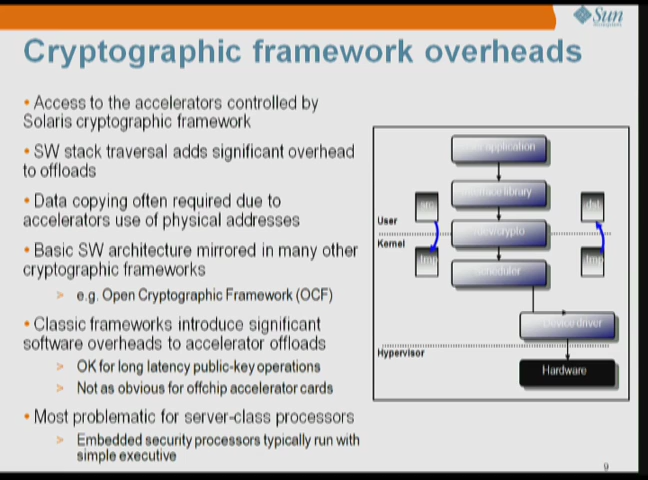 Sun
Cryptographic framework overheads
• Access to the accelerators controlled by
Solaris cryptographic framework
• SW stack traversal adds significant overhead
to offloads
• Data copying often required due to
accelerators use of physical addresses
• Basic SW architecture mirrored in many other
cryptographic frameworks
> e.g. Open Cryptographic Framework (OCF)
• Classic frameworks introduce significant
software overheads to accelerator offloads
> OK for long latency public-key operations
> Not as obvious for offchip accelerator cards
• Most problematic for server-class processors
> Embedded security processors typically run with
simple executive
application
library
src
dst
User
Kernel
/dev/crypto
tmp
tmp
Scheduler
Device driver
Hypervisor
Hardware
9